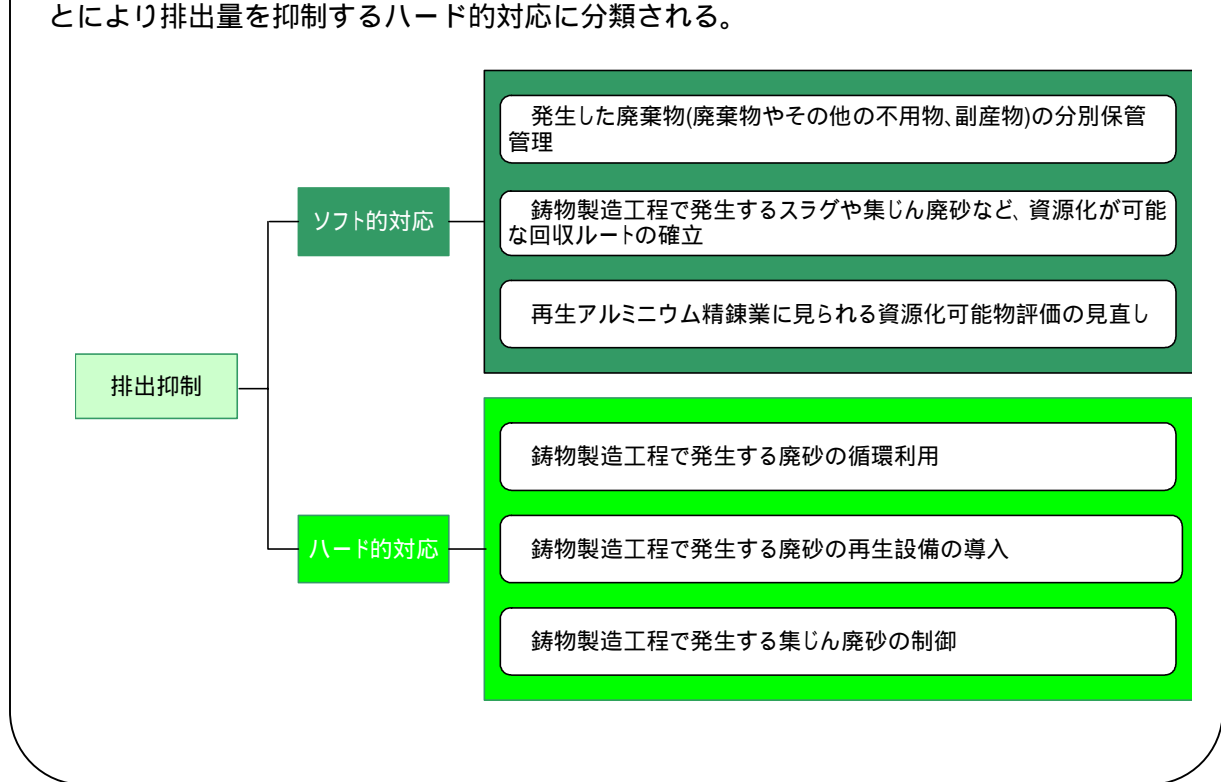 とにより排出量を抑制するハード的対応に分類される。
発生した廃棄物(廃棄物やその他の不用物、副産物)の分別保管
管理
ソフト的対応
鋳物製造工程で発生するスラグや集じん廃砂など、資源化が可能
な回収ルートの確立
再生アルミニウム精錬業に見られる資源化可能物評価の見直し
排出抑制
鋳物製造工程で発生する廃砂の循環利用
ハード的対応
鋳物製造工程で発生する廃砂の再生設備の導入
鋳物製造工程で発生する集じん廃砂の制御